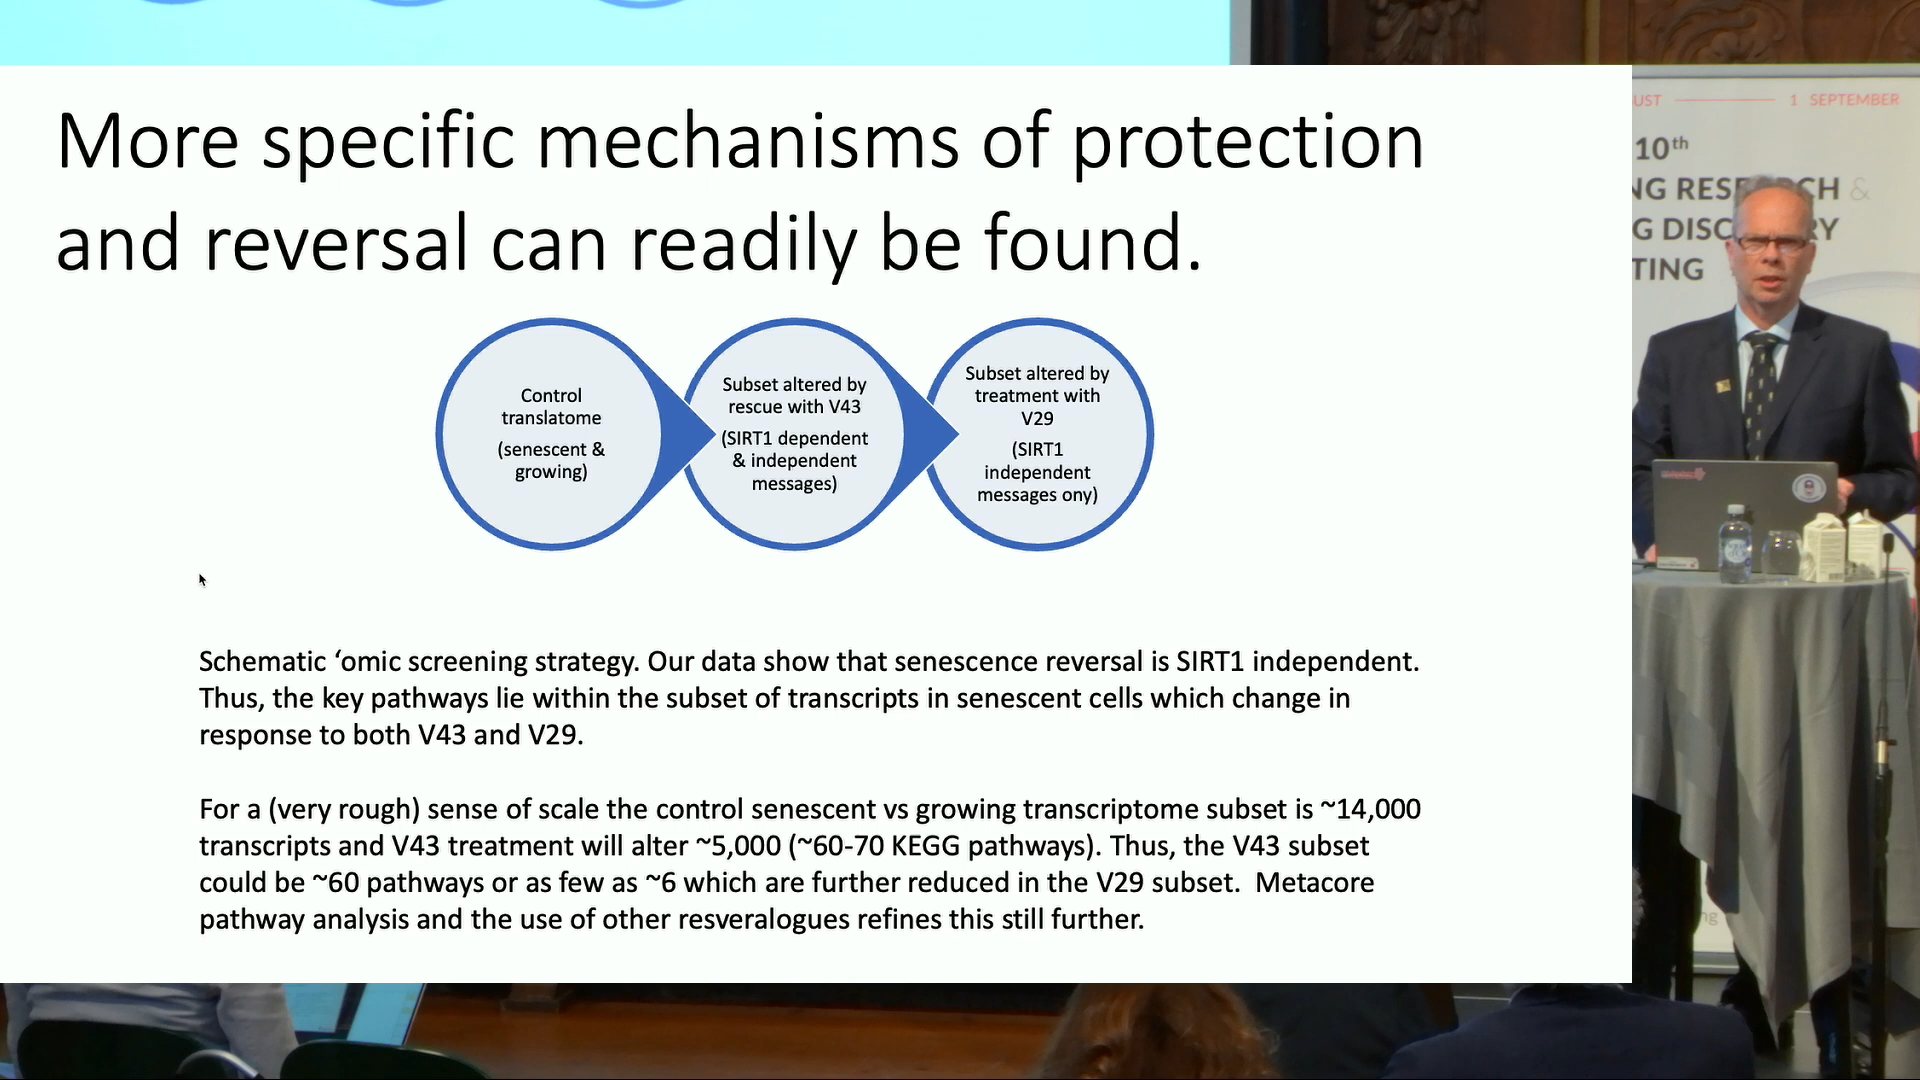 More specific mechanisms of protection
and reversal can readily be found.
Control
translatome
(senescent &
growing)
Subset altered by
rescue with V43
(SIRT1 dependent
& independent
messages)
Subset altered by
treatment with
V29
(SIRT1
independent
messages ony)
Schematic ‘omic screening strategy. Our data show that senescence reversal is SIRT1 independent.
Thus, the key pathways lie within the subset of transcripts in senescent cells which change in
response to both V43 and V29.
For a (very rough) sense of scale the control senescent vs growing transcriptome subset is ~14,000
transcripts and V43 treatment will alter ~5,000 (~60-70 KEGG pathways). Thus, the V43 subset
could be ~60 pathways or as few as ~6 which are further reduced in the V29 subset.  Metacore
pathway analysis and the use of other resveralogues refines this still further.
UST 1 SEPTEMBER
10th
NG RES CH &
G DISC RY
TING